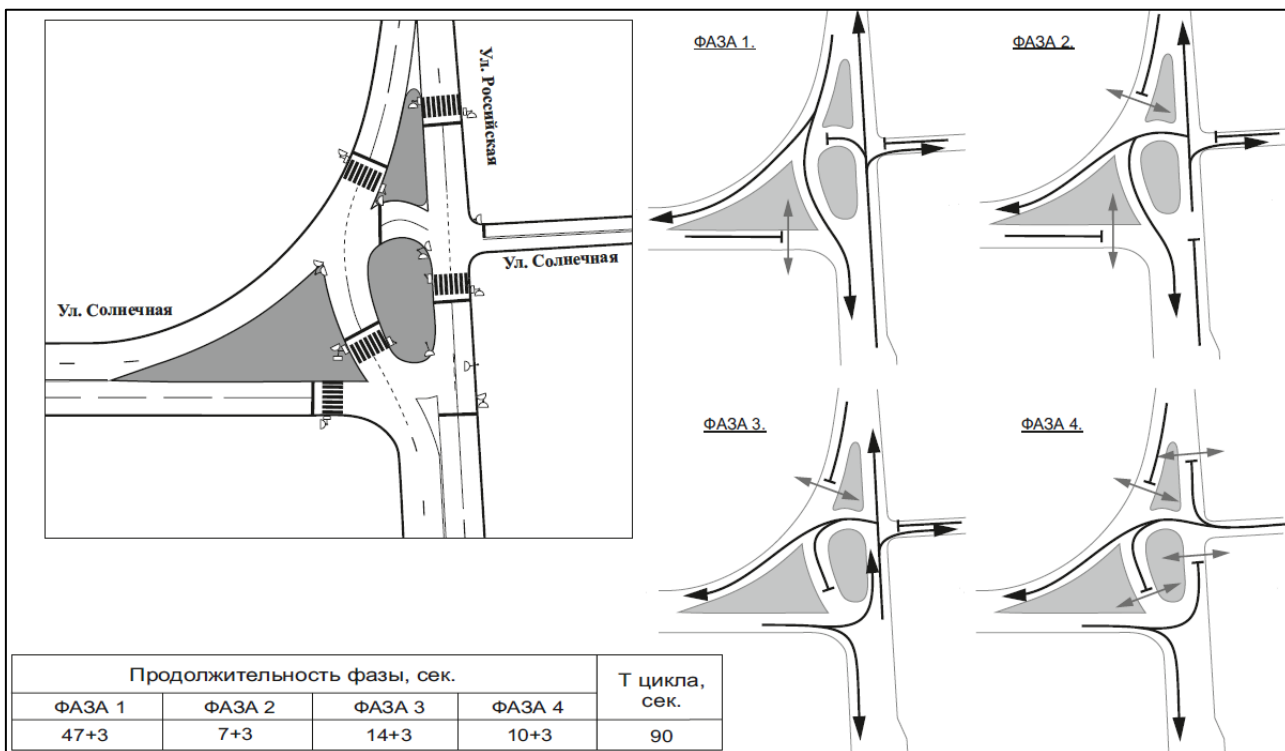 Ул. Российская
Ул. Солнечная
Ул. Солнечная
ФАЗА 1.
ФАЗА 2.
ФАЗА 3.
ФАЗА 4.
Продолжительность фазы, сек.
Т цикла, сек.
ФАЗА 1 ФАЗА 2 ФАЗА 3 ФАЗА 4
47+3 7+3 14+3 10+3 90